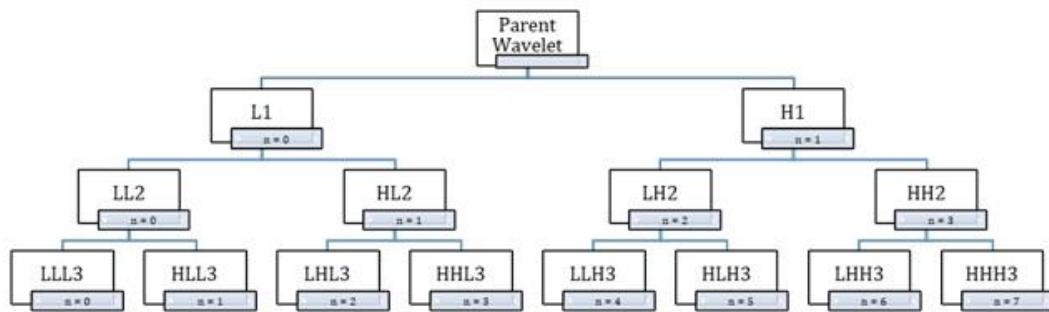 Parent
Wavelet
L1
n = 0
H1
n = 1
LL2
n = 0
HL2
n = 1
LH2
n = 2
HH2
n = 3
LLL3
n = 0
HLL3
n = 1
LHL3
n = 2
HHL3
n = 3
LLH3
n = 4
HLH3
n = 5
LHH3
n = 6
HHH3
n = 7